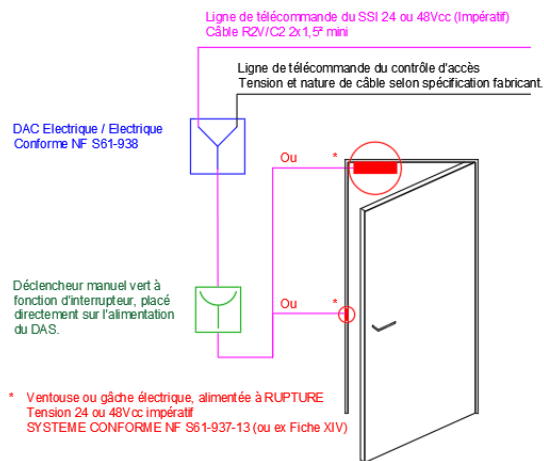 Ligne de télécommande du SSI 24 ou 48Vcc (Impératif)
Câble R2V/C2 2x1,5² mini
Ligne de télécommande du contrôle d'accès
Tension et nature de câble selon spécification fabricant.
DAC Electrique / Electrique
Conforme NF S61-938
Ou *
Déclencheur manuel vert à
fonction d'interrupteur, placé
directement sur l'alimentation
du DAS.
Ou *
* Ventouse ou gâche électrique, alimentée à RUPTURE
Tension 24 ou 48Vcc impératif
SYSTEME CONFORME NF S61-937-13 (ou ex Fiche XIV)